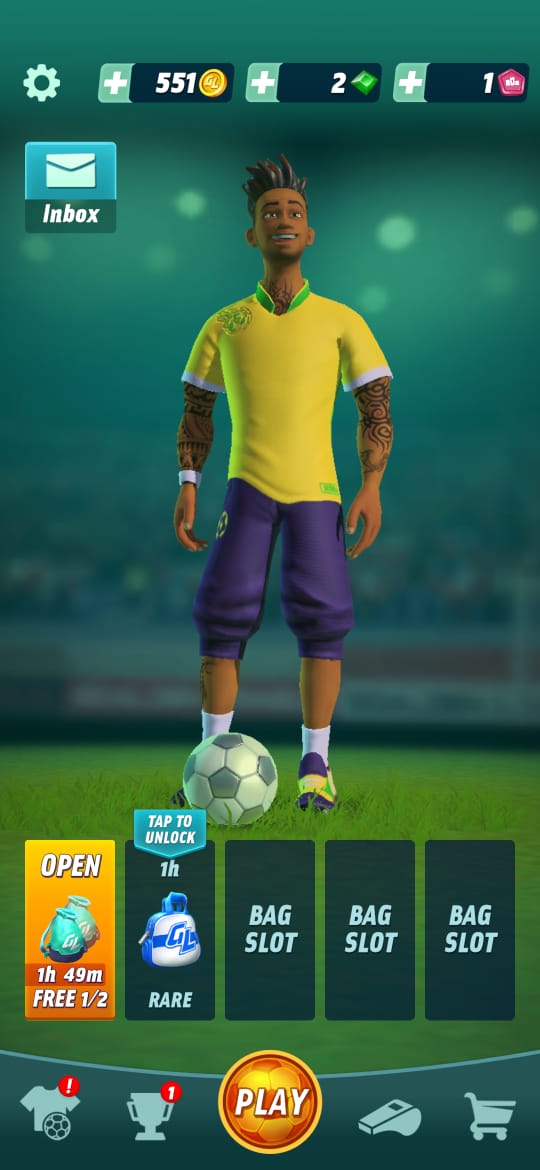 551
2
1
Inbox
TAP TO
UNLOCK
OPEN
1h 49m
FREE 1/2
1h
GL
RARE
BAG
SLOT
BAG
SLOT
BAG
SLOT
!
1
PLAY